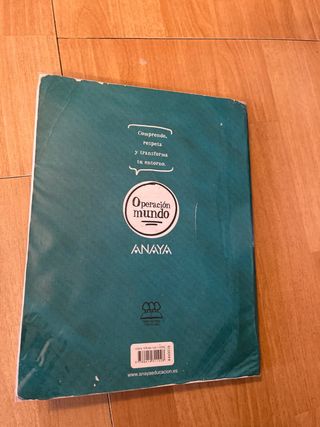 Comprende,
respeta
y transforma
tu entorno.
Operación
mundo
ANAYA
www.anayaeducacion.es